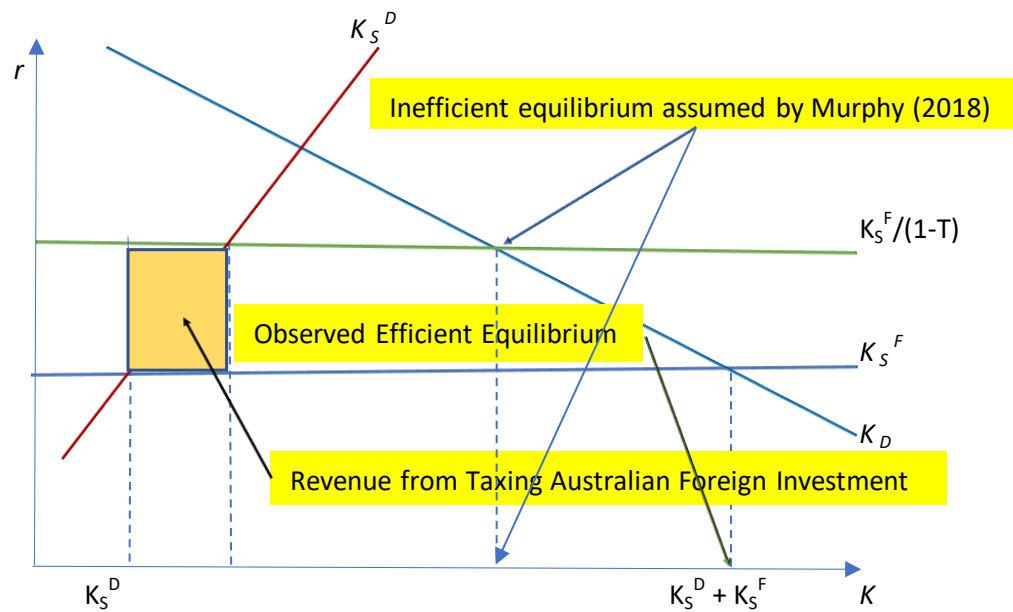 K_S^D
r
Inefficient equilibrium assumed by Murphy (2018)
K_S^F/(1-T)
Observed Efficient Equilibrium
K_S^F
K_D
Revenue from Taxing Australian Foreign Investment
K_S^D
K_S^D + K_S^F
K